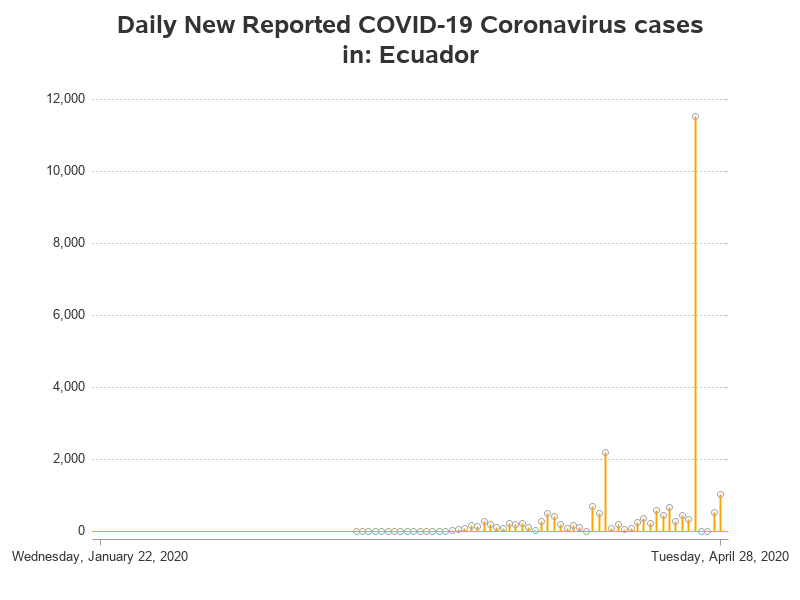 Daily New Reported COVID-19 Coronavirus cases
in: Ecuador
12,000
10,000
8,000
6,000
4,000
2,000
0
Wednesday, January 22, 2020
Tuesday, April 28, 2020